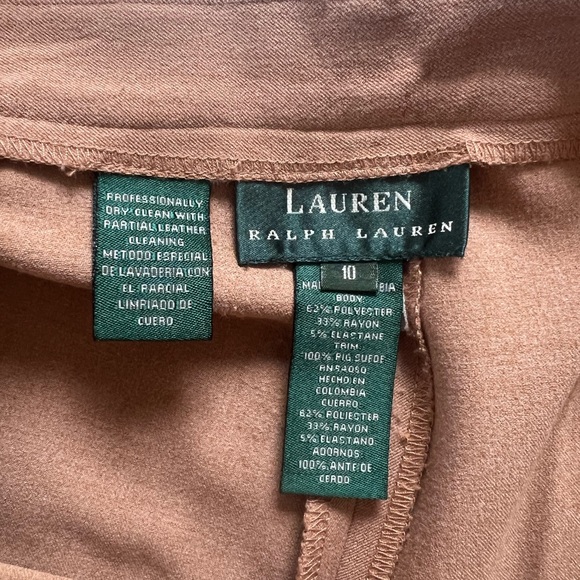 PROFESSIONALLY
DRY CLEAN WITH
PARTIAL LEATHER
CLEANING
METODO ESPECIAL
DE LAVADERIA CON
EL PARCIAL
LIMPIADO DE
CUERO
LAUREN
RALPH LAUREN
10
BODY
62% POLYESTER
33% RAYON
5% ELASTANE
TRIM
100% PIG SUEDE
RN 54050
HECHO EN
COLOMBIA
CUERPO
62% POLIESTER
33% RAYON
5% ELASTANO
ADORNOS
100% ANTE DE
CERDO